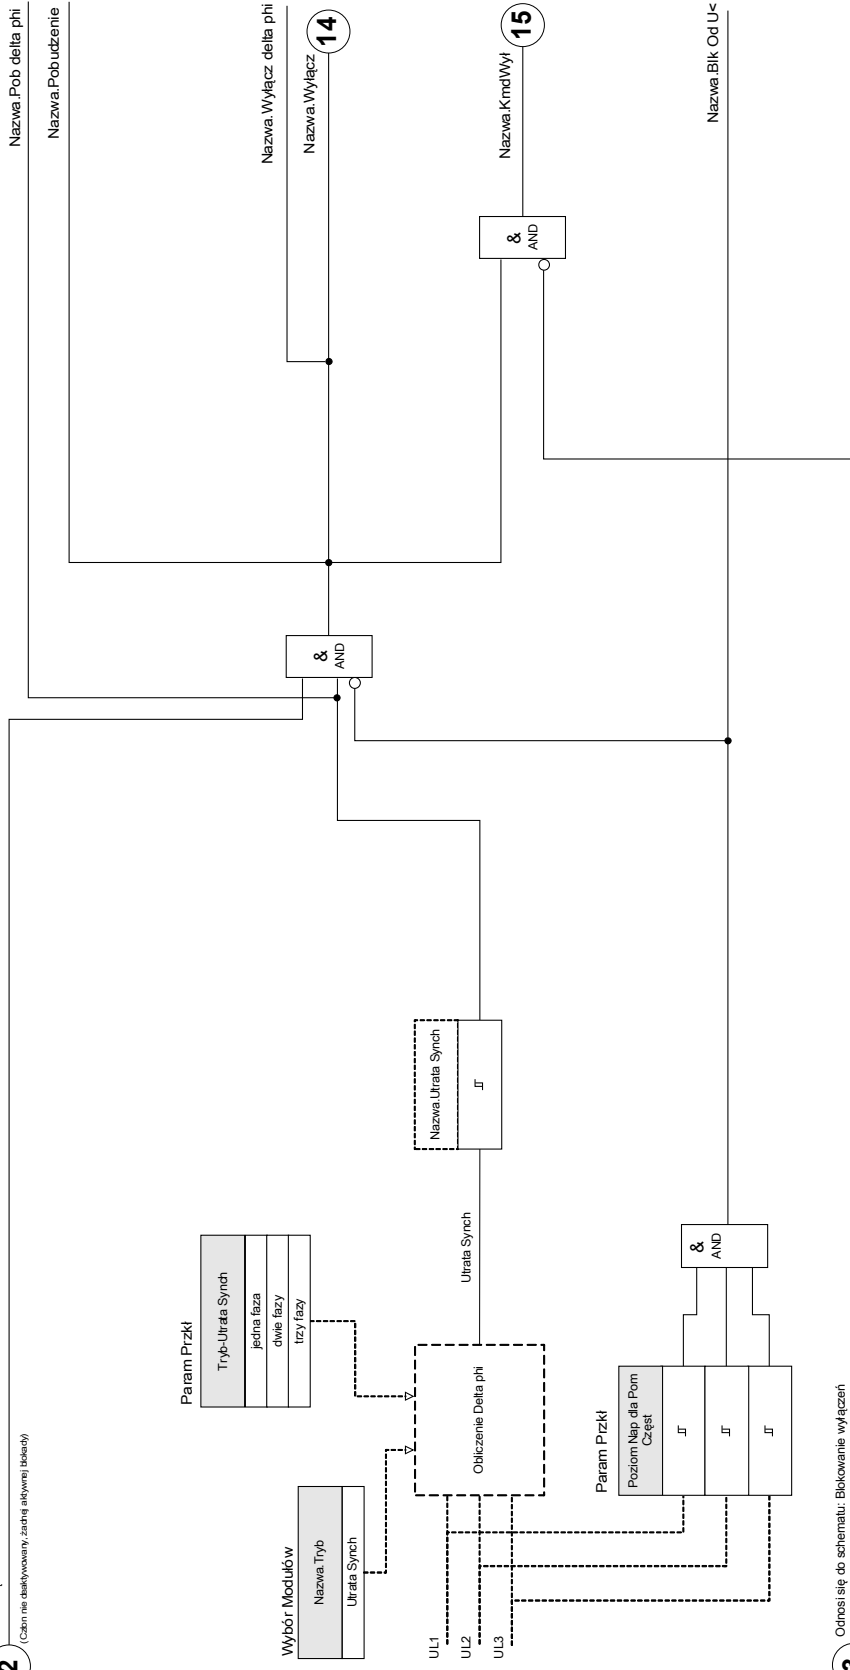 2
(Człon nie deaktywowany, żadnej aktywnej blokady)
Nazwa.Pob delta phi
Nazwa.Pobudzenie
Nazwa.Wyłącz delta phi
Nazwa.Wyłącz
14
Nazwa.KmdWył
15
Nazwa.Blk Od U<
&
AND
&
AND
Param Przkł
Tryb-Utrata Synch
jedna faza
dwie fazy
trzy fazy
Wybór Modułów
Nazwa.Tryb
Utrata Synch
Obliczenie Delta phi
Utrata Synch
Nazwa.Utrata Synch
UL1
UL2
UL3
Param Przkł
Poziom Nap dla Pom
Częst
&
AND
Odnosi się do schematu: Blokowanie wyłączeń